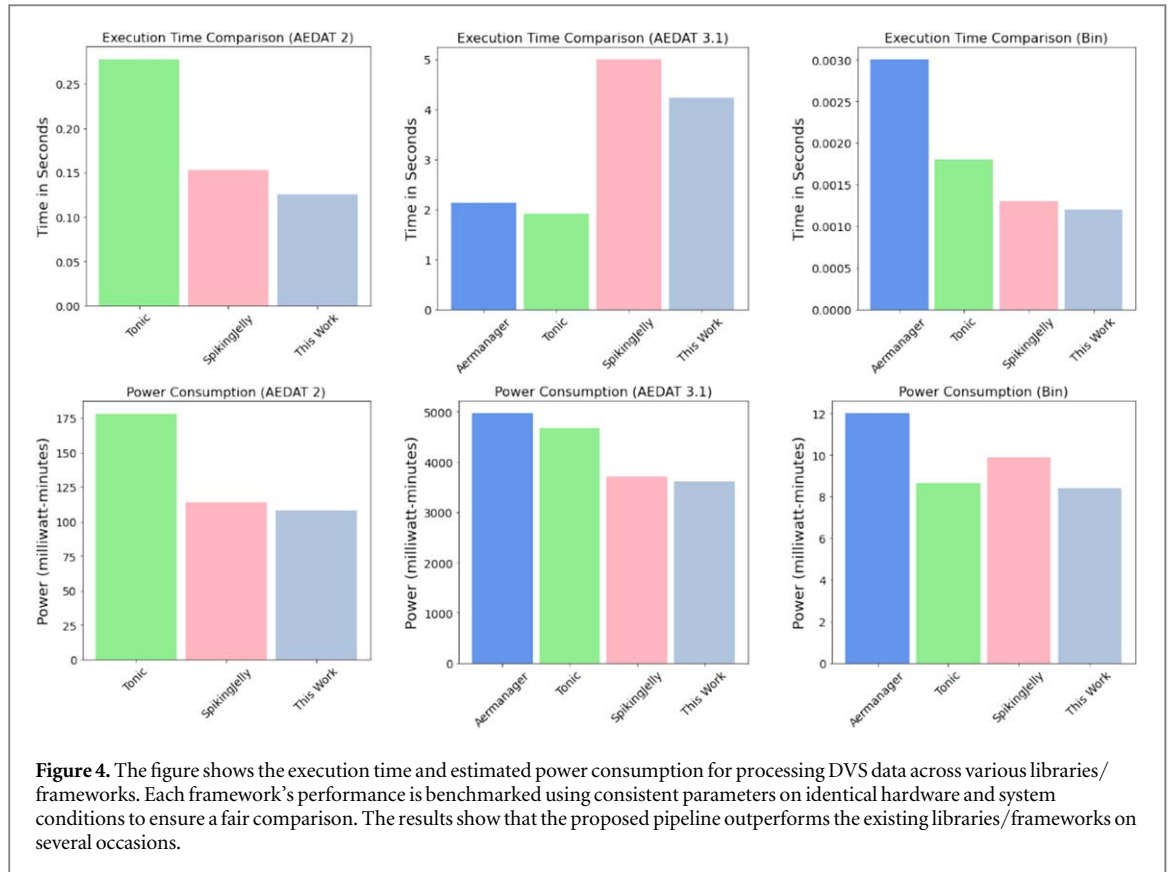 Execution Time Comparison (AEDAT 2)
Time in Seconds
0.25
0.20
0.15
0.10
0.05
0.00
Tonic
SpikingJelly
This Work
Execution Time Comparison (AEDAT 3.1)
Time in Seconds
5
4
3
2
1
0
Aermanager
Tonic
SpikingJelly
This Work
Execution Time Comparison (Bin)
Time in Seconds
0.0030
0.0025
0.0020
0.0015
0.0010
0.0005
0.0000
Aermanager
Tonic
SpikingJelly
This Work
Power Consumption (AEDAT 2)
Power (milliwatt-minutes)
175
150
125
100
75
50
25
0
Tonic
SpikingJelly
This Work
Power Consumption (AEDAT 3.1)
Power (milliwatt-minutes)
5000
4000
3000
2000
1000
0
Aermanager
Tonic
SpikingJelly
This Work
Power Consumption (Bin)
Power (milliwatt-minutes)
12
10
8
6
4
2
0
Aermanager
Tonic
SpikingJelly
This Work
Figure 4. The figure shows the execution time and estimated power consumption for processing DVS data across various libraries/
frameworks. Each framework's performance is benchmarked using consistent parameters on identical hardware and system
conditions to ensure a fair comparison. The results show that the proposed pipeline outperforms the existing libraries/frameworks on
several occasions.